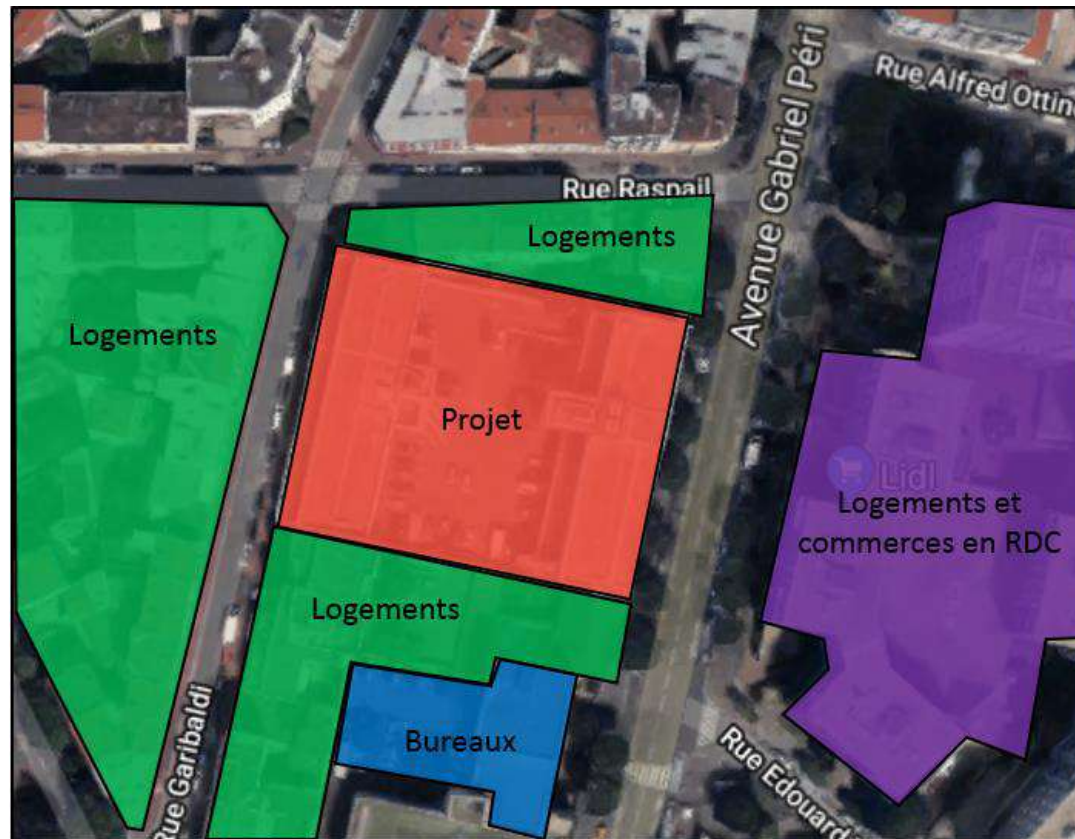 Rue Alfred Ottin
Rue Raspail
Avenue Gabriel Péri
Logements
Logements
Projet
Lidl
Logements et
commerces en RDC
Logements
Bureaux
Rue Garibaldi
Rue Edouard